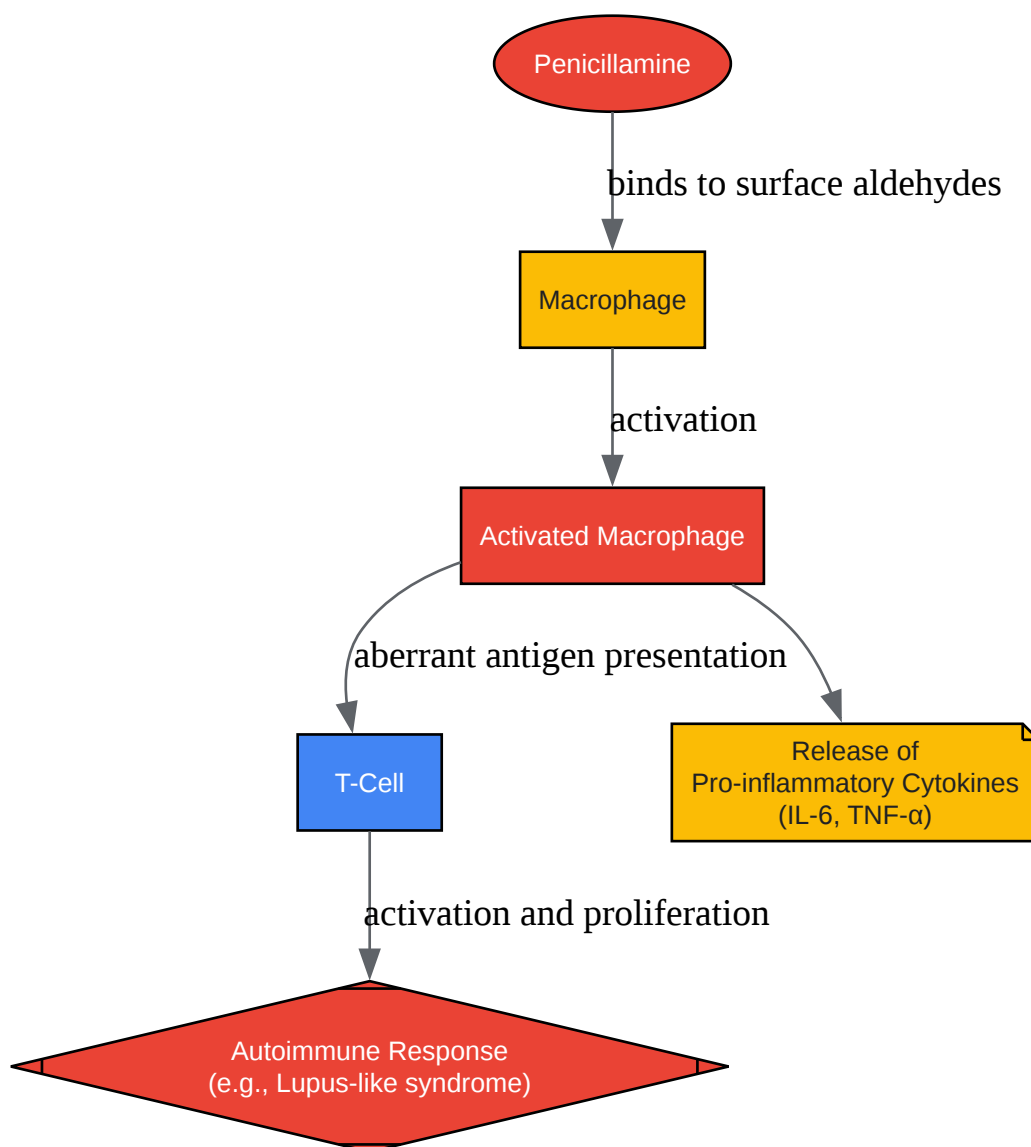 Penicillamine
binds to surface aldehydes
Macrophage
activation
Activated Macrophage
aberrant antigen presentation
T-Cell
Release of
Pro-inflammatory Cytokines
(IL-6, TNF-α)
activation and proliferation
Autoimmune Response
(e.g., Lupus-like syndrome)